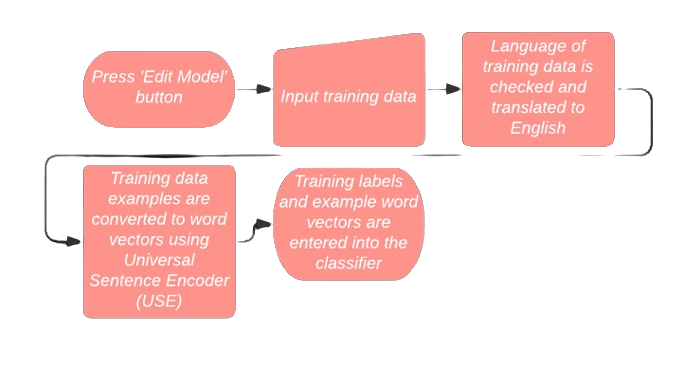 Press 'Edit Model'
button
Input training data
Language of
training data is
checked and
translated to
English
Training data
examples are
converted to word
vectors using
Universal
Sentence Encoder
(USE)
Training labels
and example word
vectors are
entered into the
classifier